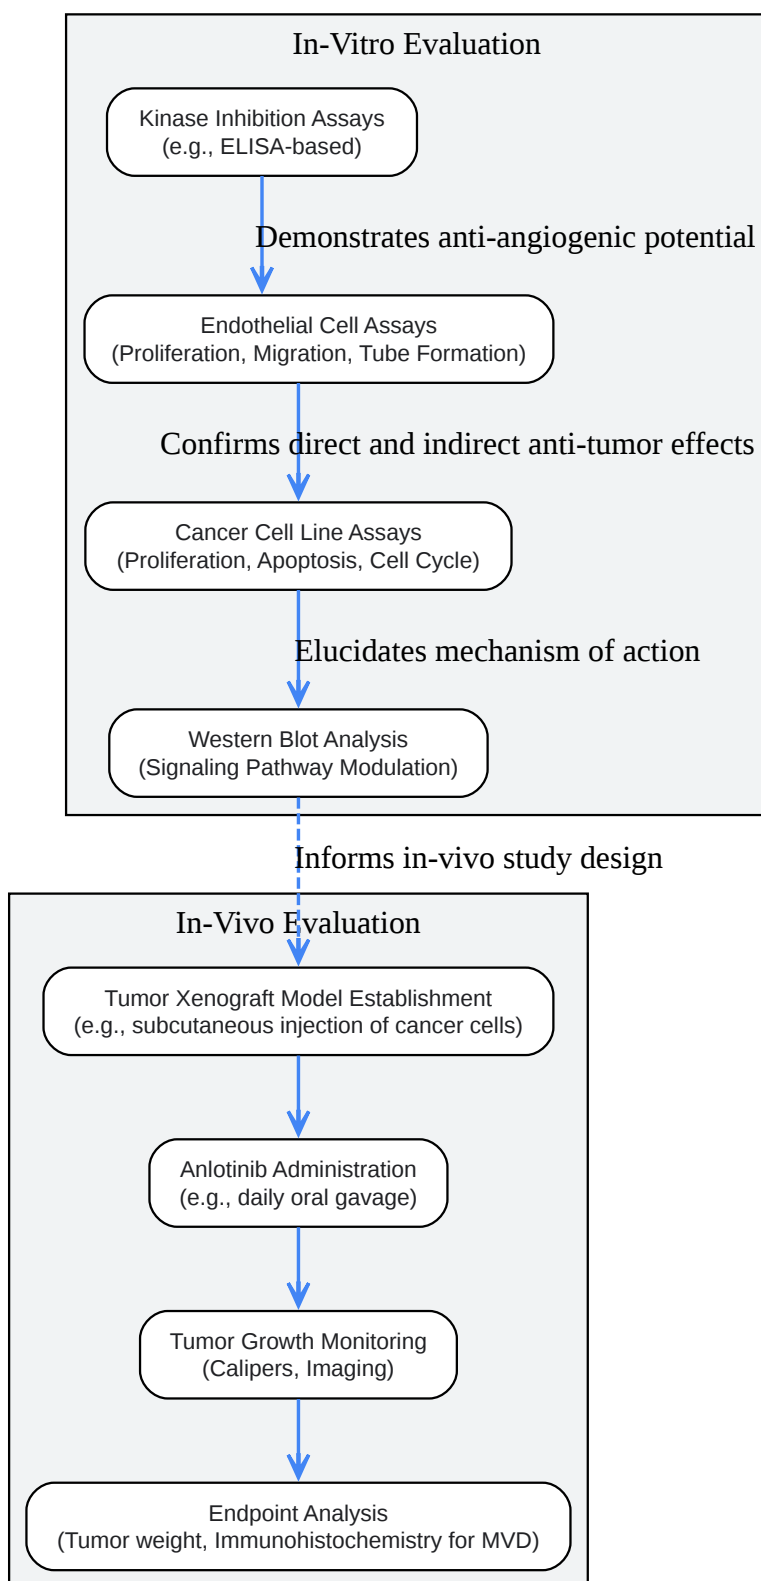 In-Vitro Evaluation
Kinase Inhibition Assays
(e.g., ELISA-based)
Demonstrates anti-angiogenic potential
Endothelial Cell Assays
(Proliferation, Migration, Tube Formation)
Confirms direct and indirect anti-tumor effects
Cancer Cell Line Assays
(Proliferation, Apoptosis, Cell Cycle)
Elucidates mechanism of action
Western Blot Analysis
(Signaling Pathway Modulation)
Informs in-vivo study design
In-Vivo Evaluation
Tumor Xenograft Model Establishment
(e.g., subcutaneous injection of cancer cells)
Anlotinib Administration
(e.g., daily oral gavage)
Tumor Growth Monitoring
(Calipers, Imaging)
Endpoint Analysis
(Tumor weight, Immunohistochemistry for MVD)